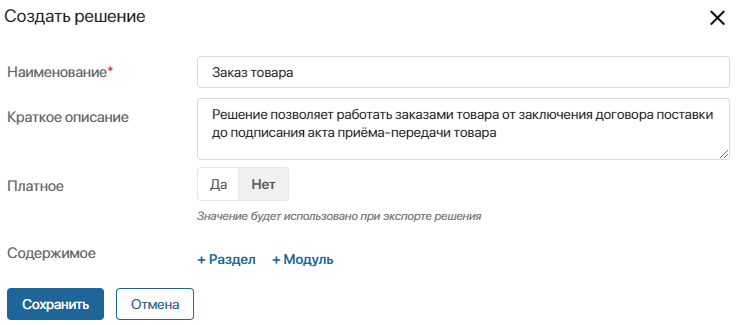 Создать решение
Наименование*
Заказ товара
Краткое описание
Решение позволяет работать заказами товара от заключения договора поставки
до подписания акта приёма-передачи товара
Платное
Да Нет
Значение будет использовано при экспорте решения
Содержимое
+ Раздел + Модуль
Сохранить Отмена